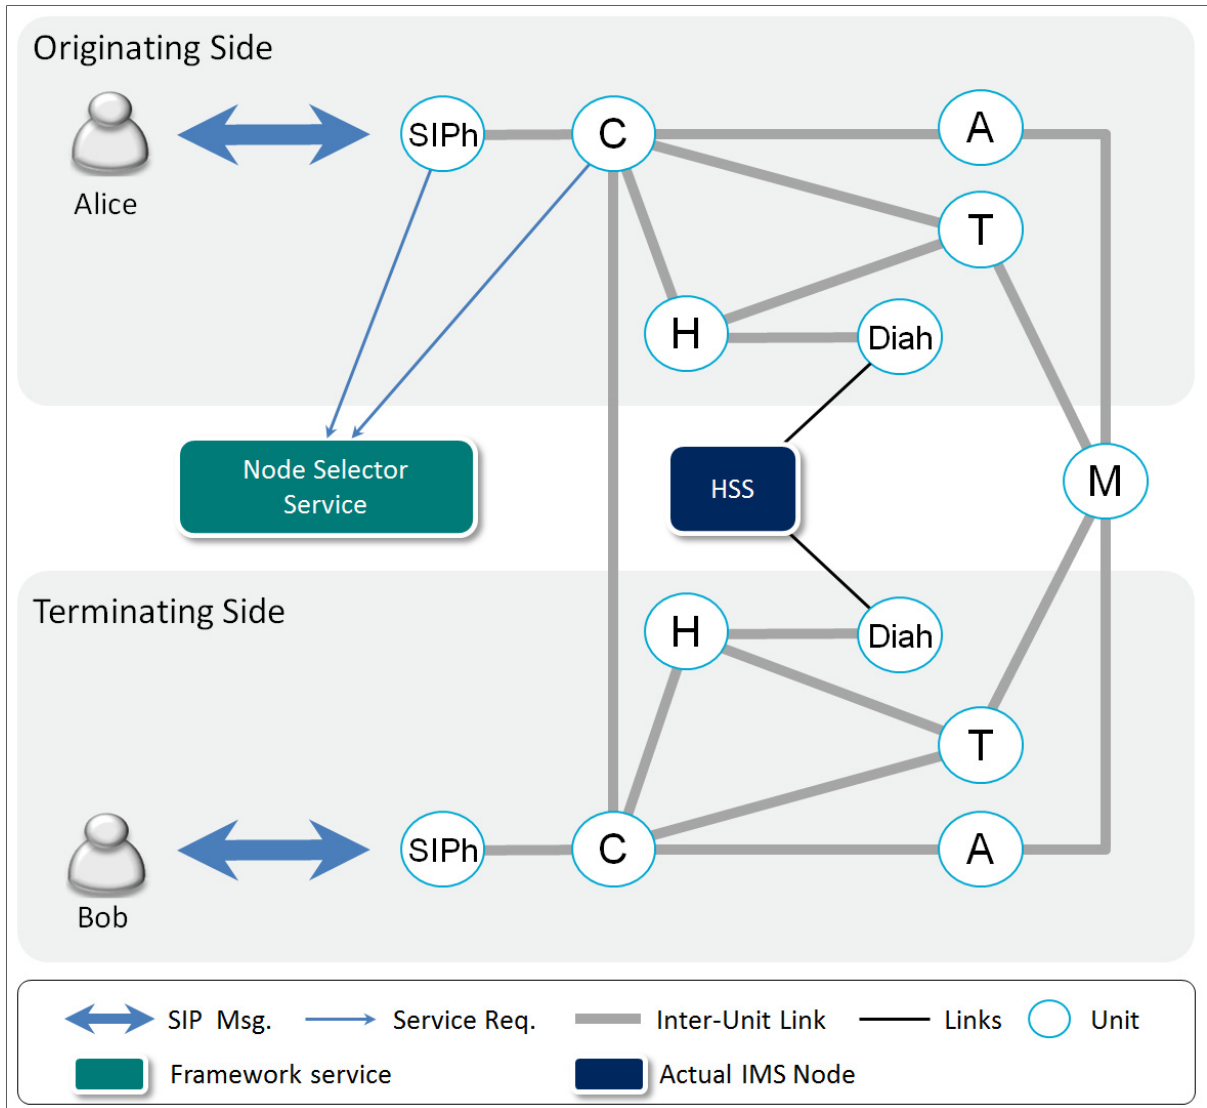 Originating Side
Alice
SIPh
C
A
T
H
Diah
Node Selector
Service
HSS
M
Terminating Side
H
Diah
T
Bob
SIPh
C
A
SIP Msg.
Service Req.
Inter-Unit Link
Links
Unit
Framework service
Actual IMS Node